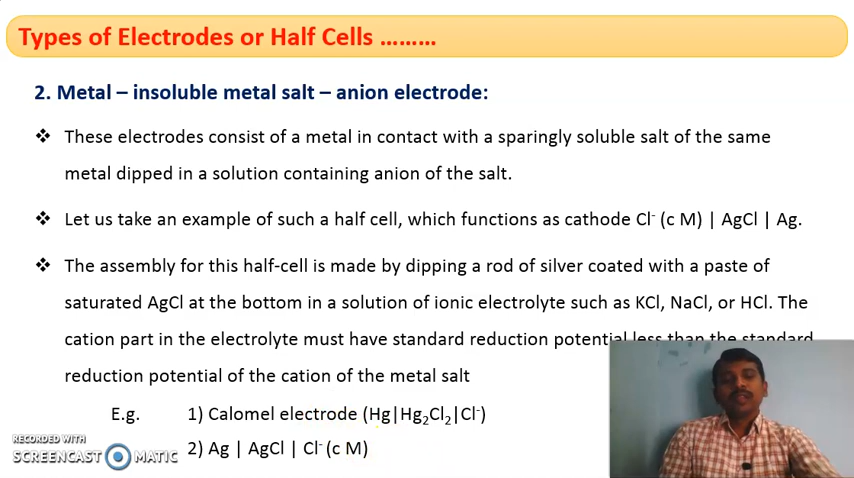 Types of Electrodes or Half Cells ………
2. Metal – insoluble metal salt – anion electrode:
❖ These electrodes consist of a metal in contact with a sparingly soluble salt of the same
metal dipped in a solution containing anion of the salt.
❖ Let us take an example of such a half cell, which functions as cathode Cl⁻ (c M) | AgCl | Ag.
❖ The assembly for this half-cell is made by dipping a rod of silver coated with a paste of
saturated AgCl at the bottom in a solution of ionic electrolyte such as KCl, NaCl, or HCl. The
cation part in the electrolyte must have standard reduction potential less than the standard
reduction potential of the cation of the metal salt
E.g. 1) Calomel electrode (Hg|Hg₂Cl₂|Cl⁻)
2) Ag | AgCl | Cl⁻ (c M)
RECORDED WITH
SCREENCAST MATIC